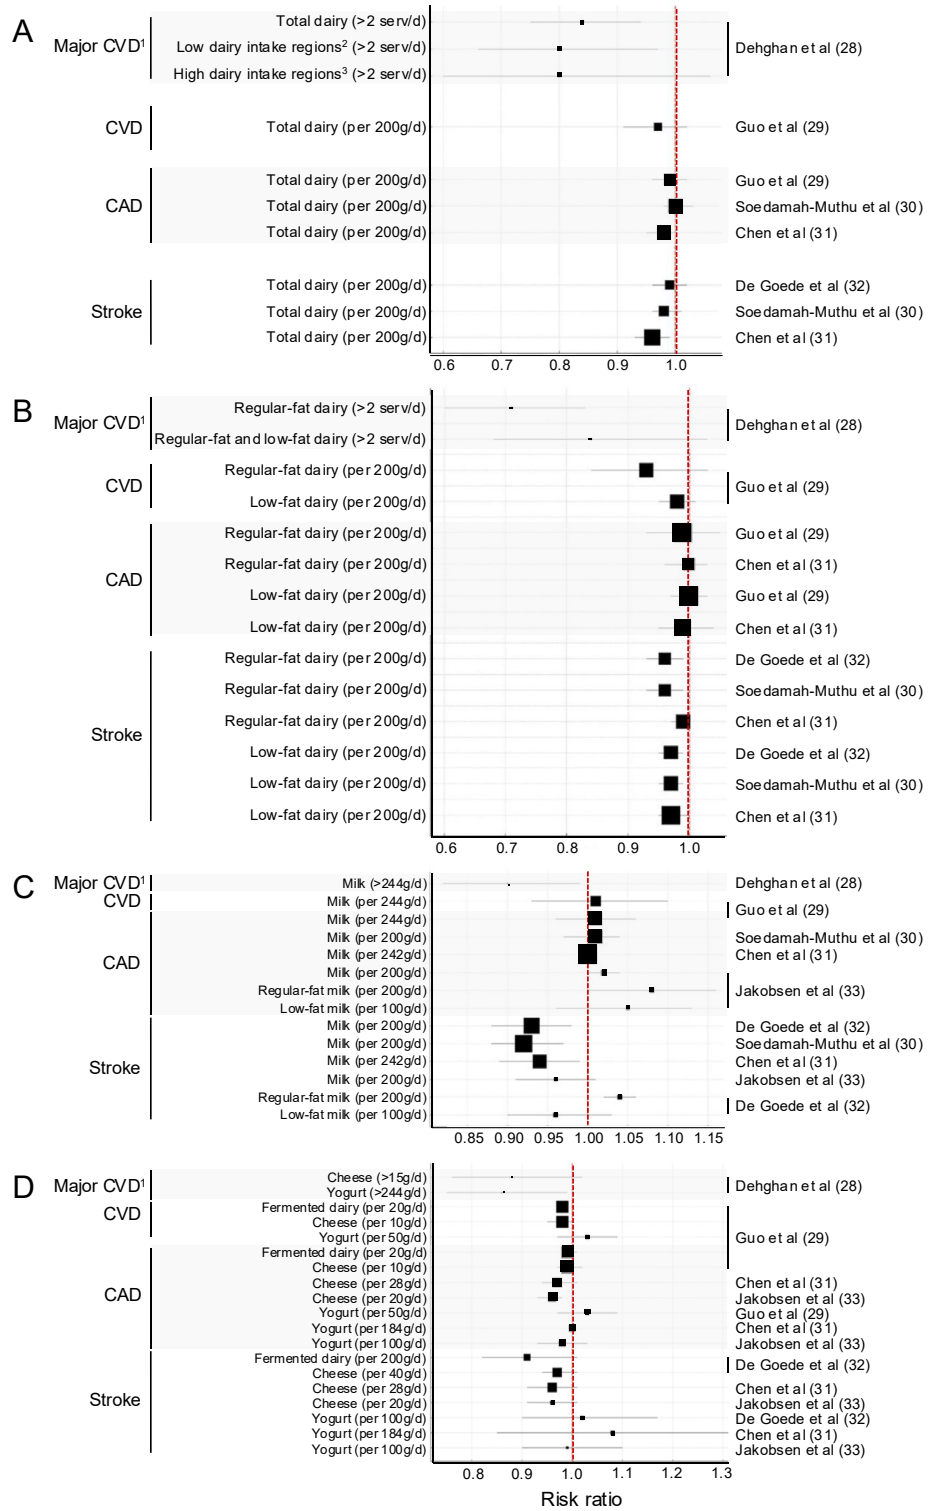 A
Major CVD¹
Total dairy (>2 serv/d)
Low dairy intake regions² (>2 serv/d)
High dairy intake regions³ (>2 serv/d)
Dehghan et al (28)
CVD
Total dairy (per 200g/d)
Guo et al (29)
CAD
Total dairy (per 200g/d)
Guo et al (29)
Total dairy (per 200g/d)
Soedamah-Muthu et al (30)
Total dairy (per 200g/d)
Chen et al (31)
Stroke
Total dairy (per 200g/d)
De Goede et al (32)
Total dairy (per 200g/d)
Soedamah-Muthu et al (30)
Total dairy (per 200g/d)
Chen et al (31)
0.6 0.7 0.8 0.9 1.0
B
Major CVD¹
Regular-fat dairy (>2 serv/d)
Regular-fat and low-fat dairy (>2 serv/d)
Dehghan et al (28)
CVD
Regular-fat dairy (per 200g/d)
Low-fat dairy (per 200g/d)
Guo et al (29)
CAD
Regular-fat dairy (per 200g/d)
Guo et al (29)
Regular-fat dairy (per 200g/d)
Chen et al (31)
Low-fat dairy (per 200g/d)
Guo et al (29)
Low-fat dairy (per 200g/d)
Chen et al (31)
Stroke
Regular-fat dairy (per 200g/d)
De Goede et al (32)
Regular-fat dairy (per 200g/d)
Soedamah-Muthu et al (30)
Regular-fat dairy (per 200g/d)
Chen et al (31)
Low-fat dairy (per 200g/d)
De Goede et al (32)
Low-fat dairy (per 200g/d)
Soedamah-Muthu et al (30)
Low-fat dairy (per 200g/d)
Chen et al (31)
0.6 0.7 0.8 0.9 1.0
C
Major CVD¹
Milk (>244g/d)
Dehghan et al (28)
CVD
Milk (per 244g/d)
Guo et al (29)
CAD
Milk (per 244g/d)
Milk (per 200g/d)
Soedamah-Muthu et al (30)
Milk (per 242g/d)
Chen et al (31)
Milk (per 200g/d)
Regular-fat milk (per 200g/d)
Low-fat milk (per 100g/d)
Jakobsen et al (33)
Stroke
Milk (per 200g/d)
De Goede et al (32)
Milk (per 200g/d)
Soedamah-Muthu et al (30)
Milk (per 242g/d)
Chen et al (31)
Milk (per 200g/d)
Jakobsen et al (33)
Regular-fat milk (per 200g/d)
Low-fat milk (per 100g/d)
De Goede et al (32)
0.85 0.90 0.95 1.00 1.05 1.10 1.15
D
Major CVD¹
Cheese (>15g/d)
Yogurt (>244g/d)
Dehghan et al (28)
CVD
Fermented dairy (per 20g/d)
Cheese (per 10g/d)
Yogurt (per 50g/d)
Guo et al (29)
CAD
Fermented dairy (per 20g/d)
Cheese (per 10g/d)
Cheese (per 28g/d)
Chen et al (31)
Cheese (per 20g/d)
Jakobsen et al (33)
Yogurt (per 50g/d)
Guo et al (29)
Yogurt (per 184g/d)
Chen et al (31)
Yogurt (per 100g/d)
Jakobsen et al (33)
Stroke
Fermented dairy (per 200g/d)
Cheese (per 40g/d)
De Goede et al (32)
Cheese (per 28g/d)
Chen et al (31)
Cheese (per 20g/d)
Jakobsen et al (33)
Yogurt (per 100g/d)
De Goede et al (32)
Yogurt (per 184g/d)
Chen et al (31)
Yogurt (per 100g/d)
Jakobsen et al (33)
0.8 0.9 1.0 1.1 1.2 1.3
Risk ratio